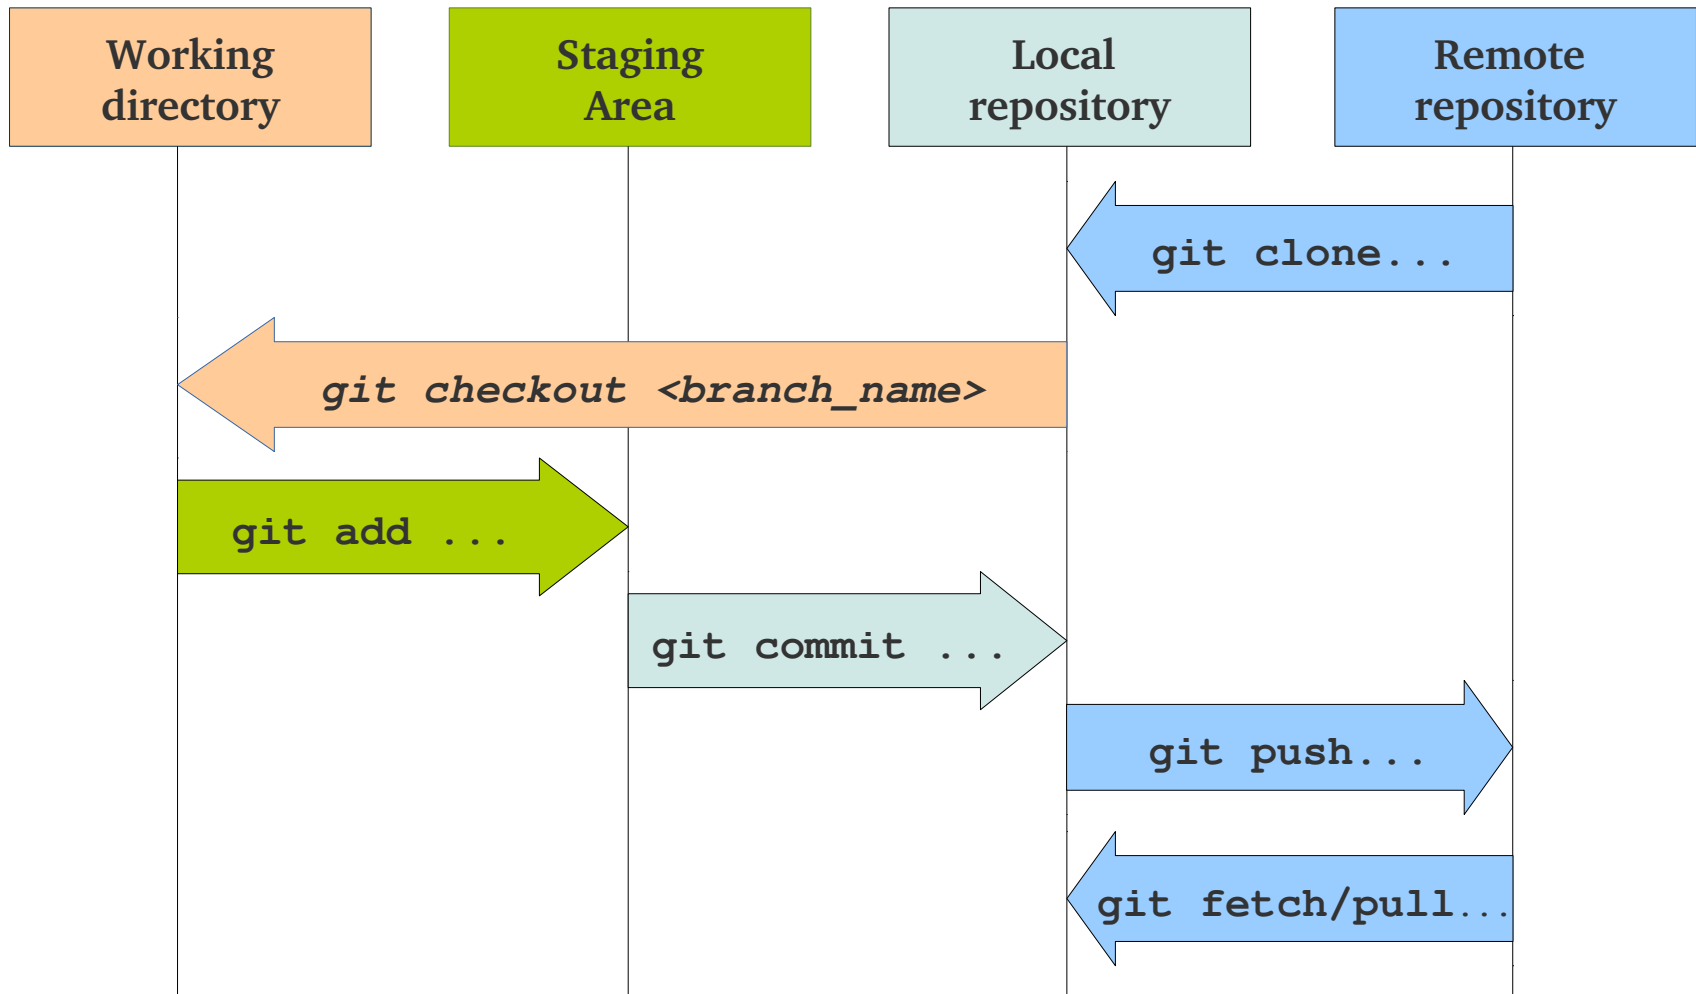 Working
directory
Staging
Area
Local
repository
Remote
repository
git clone...
git checkout <branch_name>
git add ...
git commit ...
git push...
git fetch/pull...